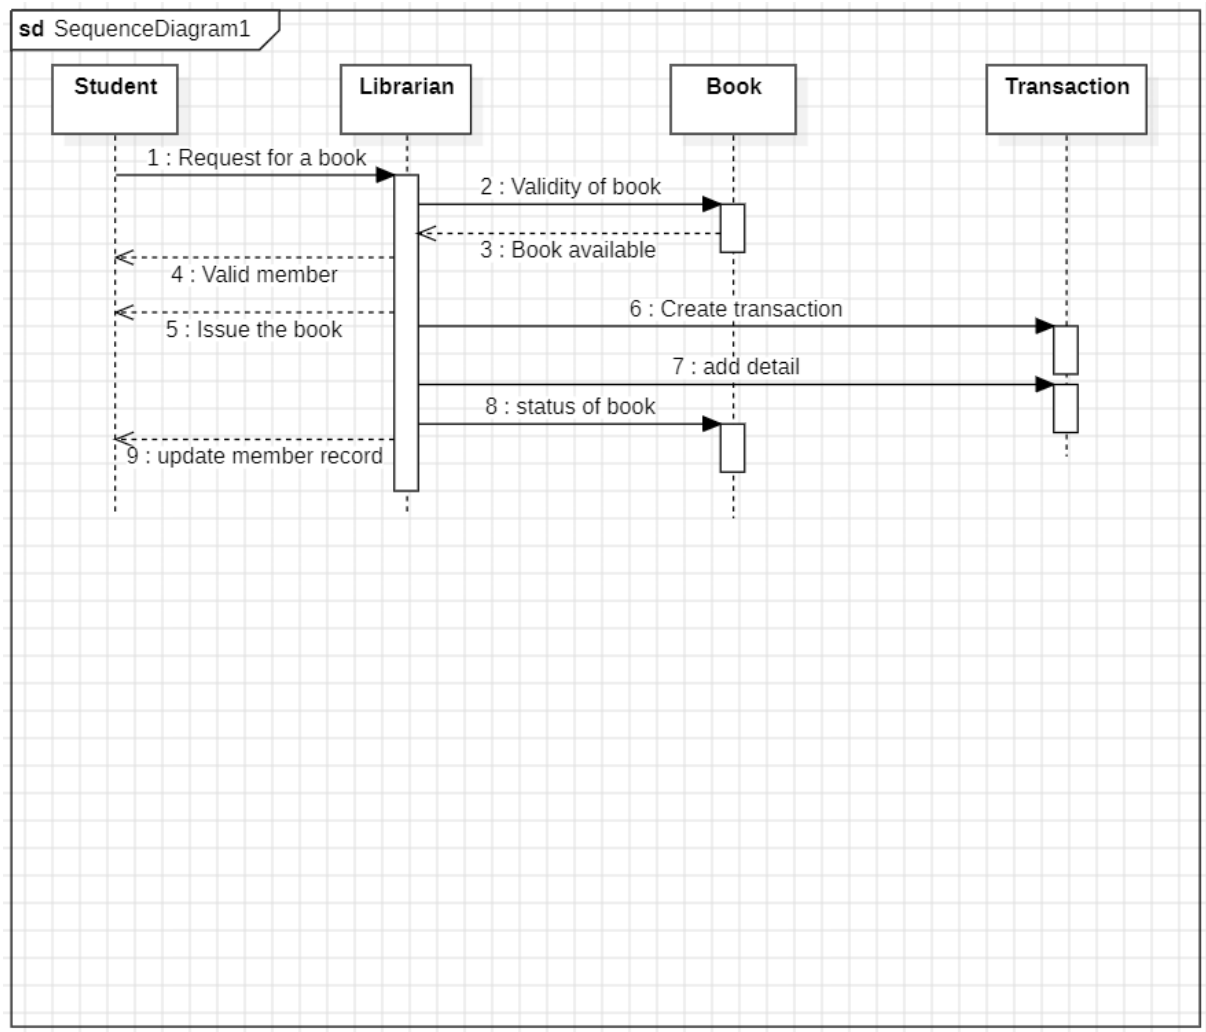 sd SequenceDiagram1
Student
Librarian
Book
Transaction
1 : Request for a book
2 : Validity of book
3 : Book available
4 : Valid member
5 : Issue the book
6 : Create transaction
7 : add detail
8 : status of book
9 : update member record